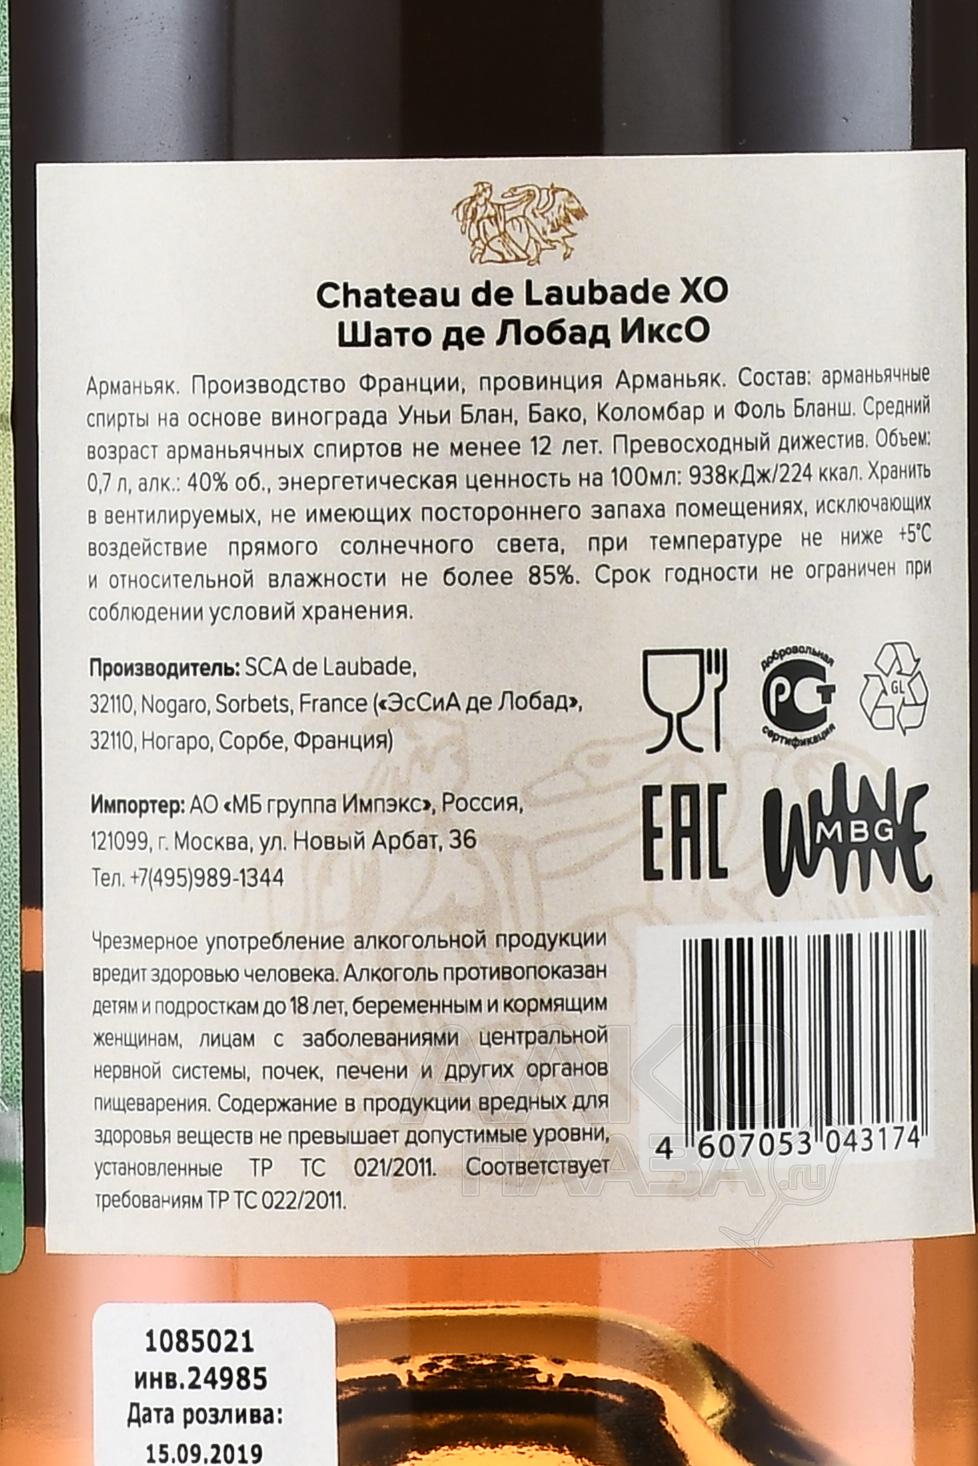 Chateau de Laubade XO
Шато де Лобад ИксО
Арманьяк. Производство Франции, провинция Арманьяк. Состав: арманьячные
спирты на основе винограда Уньи Блан, Бако, Коломбар и Фоль Бланш. Средний
возраст арманьячных спиртов не менее 12 лет. Превосходный дижестив. Объем:
0,7 л, алк.: 40% об., энергетическая ценность на 100мл: 938кДж/224 ккал. Хранить
в вентилируемых, не имеющих постороннего запаха помещениях, исключающих
воздействие прямого солнечного света, при температуре не ниже +5°С
и относительной влажности не более 85%. Срок годности не ограничен при
соблюдении условий хранения.
Производитель: SCA de Laubade,
32110, Nogaro, Sorbets, France («ЭсСиА де Лобад»,
32110, Ногаро, Сорбе, Франция)
добровольная
РСТ
сертификация
GL
Импортер: АО «МБ группа Импэкс», Россия,
121099, г. Москва, ул. Новый Арбат, 36
Тел. +7(495)989-1344
EAC
WINE
MBG
Чрезмерное употребление алкогольной продукции
вредит здоровью человека. Алкоголь противопоказан
детям и подросткам до 18 лет, беременным и кормящим
женщинам, лицам с заболеваниями центральной
нервной системы, почек, печени и других органов
пищеварения. Содержание в продукции вредных для
здоровья веществ не превышает допустимые уровни,
установленные ТР ТС 021/2011. Соответствует
требованиям ТР ТС 022/2011.
4 607053 043174
АЛКО
ПЛАЗА.ru
1085021
инв.24985
Дата розлива:
15.09.2019